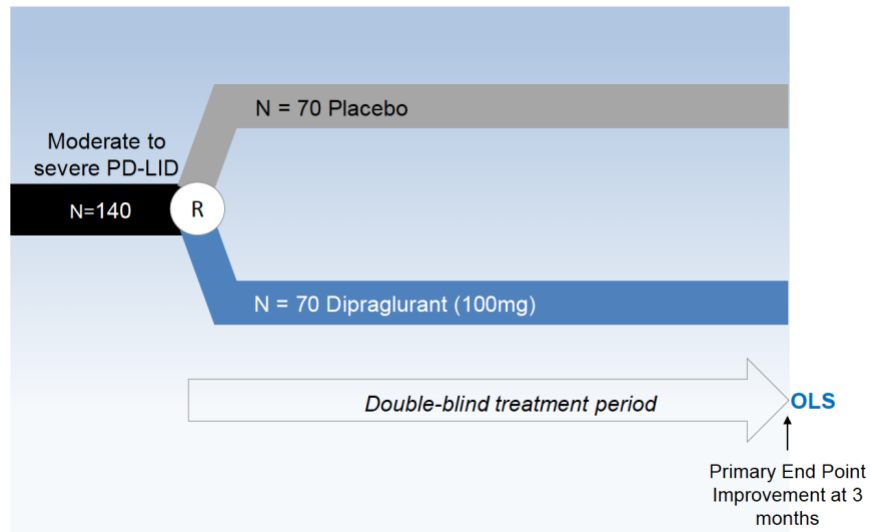 N = 70 Placebo
Moderate to
severe PD-LID
N=140
R
N = 70 Dipraglurant (100mg)
Double-blind treatment period
OLS
Primary End Point
Improvement at 3
months